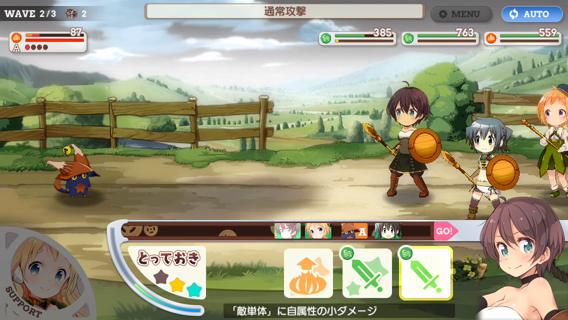 WAVE 2/3 2
通常攻撃
MENU
AUTO
87
A
385
763
559
A
GO!
とっておき
SUPPORT
「敵単体」に自属性の小ダメージ